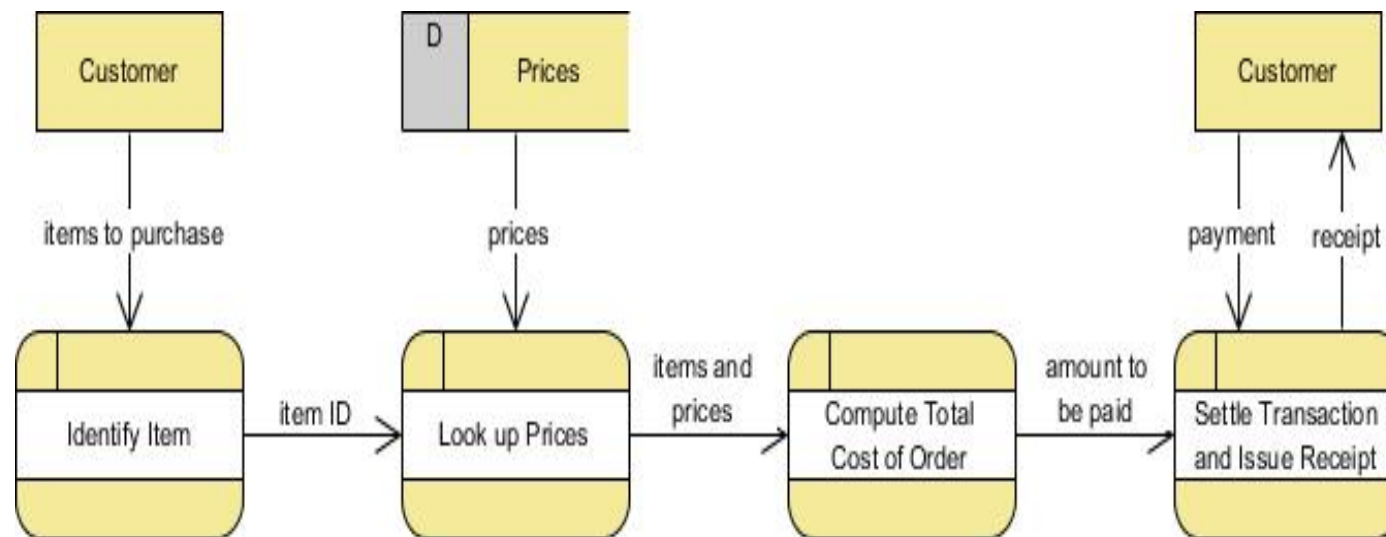 Customer
D
Prices
Customer
items to purchase
prices
payment
receipt
Identify Item
item ID
Look up Prices
items and
prices
Compute Total
Cost of Order
amount to
be paid
Settle Transaction
and Issue Receipt